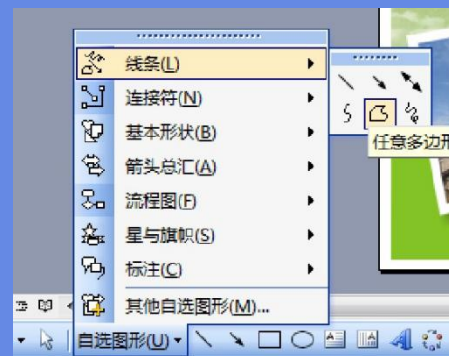 线条(L)
连接符(N)
基本形状(B)
箭头总汇(A)
流程图(F)
星与旗帜(S)
标注(C)
其他自选图形(M)...
任意多边形
自选图形(U)